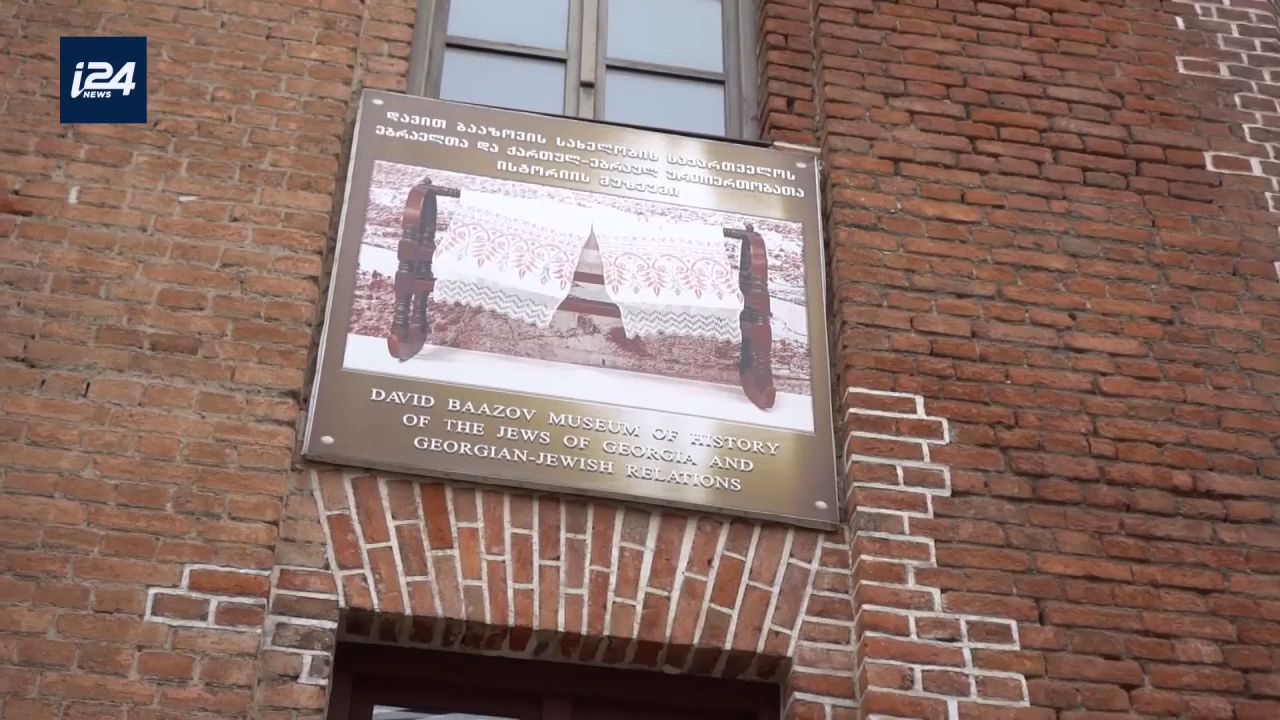 i24
NEWS
დავით ბააზოვის სახელობის საქართველოს
ებრაელთა და ქართულ-ებრაულ ურთიერთობათა
ისტორიის მუზეუმი
DAVID BAAZOV MUSEUM OF HISTORY
OF THE JEWS OF GEORGIA AND
GEORGIAN-JEWISH RELATIONS